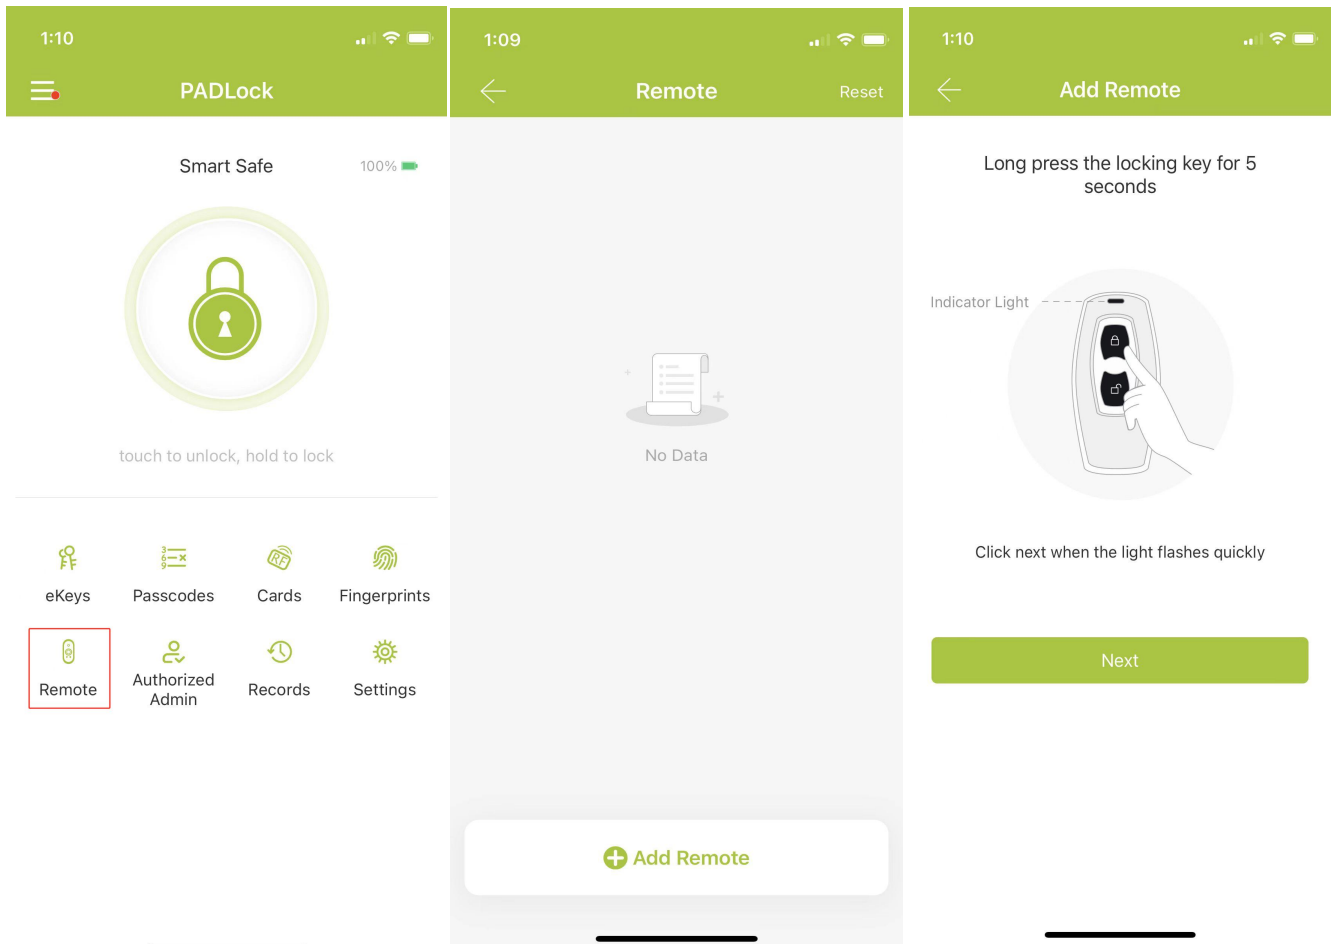 1:10
PADLock
Smart Safe
100%
touch to unlock, hold to lock
eKeys
Passcodes
Cards
Fingerprints
Remote
Authorized
Admin
Records
Settings
1:09
Remote
Reset
No Data
Add Remote
1:10
Add Remote
Long press the locking key for 5
seconds
Indicator Light
Click next when the light flashes quickly
Next